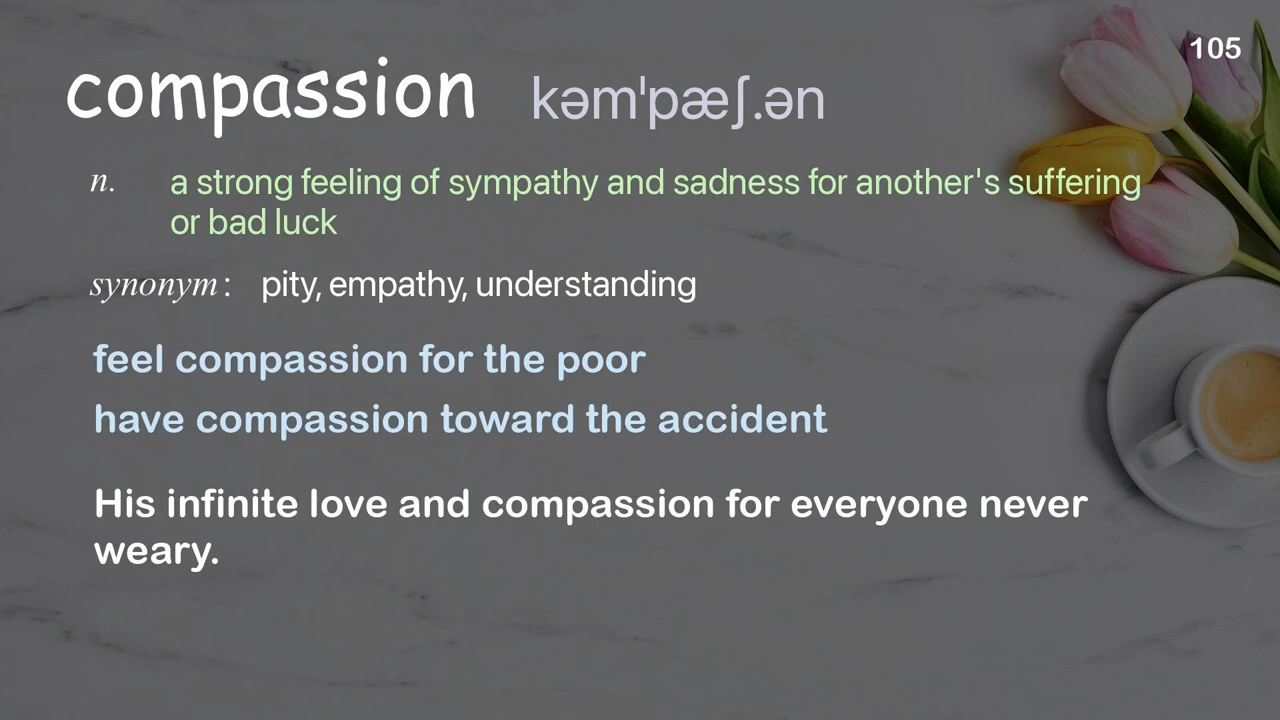 105
compassion kəmˈpæʃ.ən
n. a strong feeling of sympathy and sadness for another's suffering
or bad luck
synonym: pity, empathy, understanding
feel compassion for the poor
have compassion toward the accident
His infinite love and compassion for everyone never
weary.